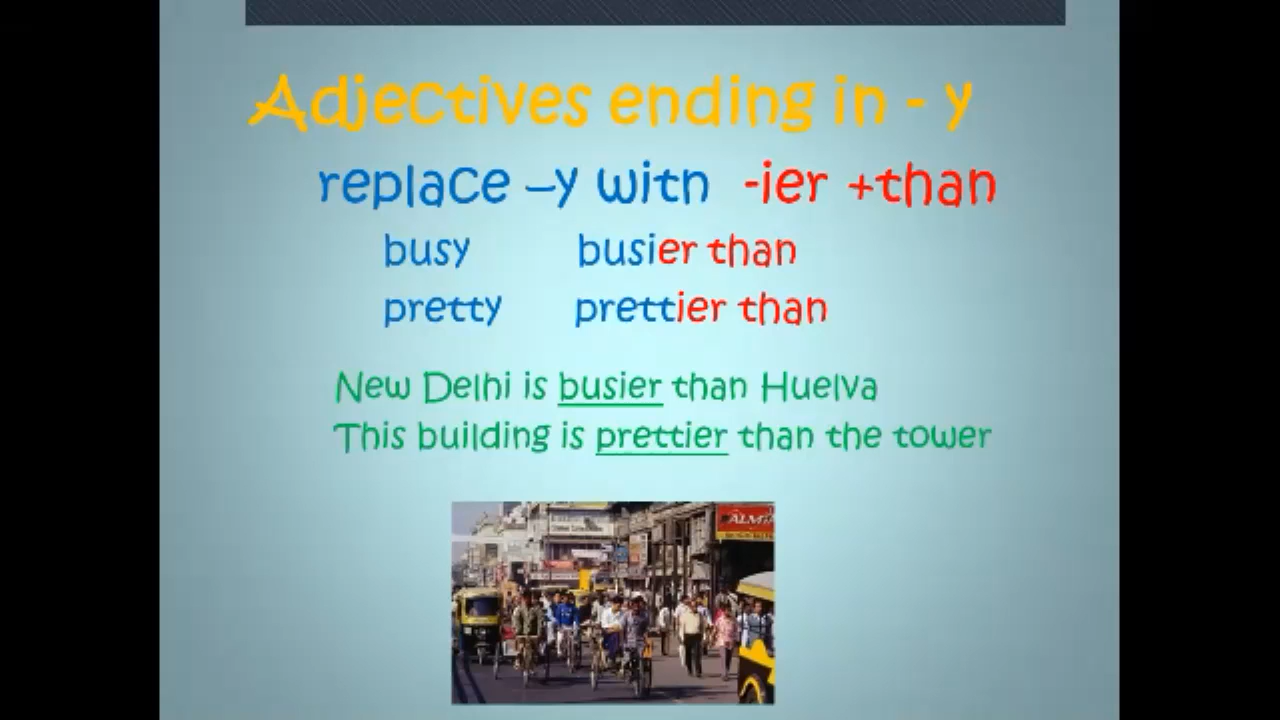 Adjectives ending in - y
replace –y with -ier +than
busy busier than
pretty prettier than
New Delhi is busier than Huelva
This building is prettier than the tower